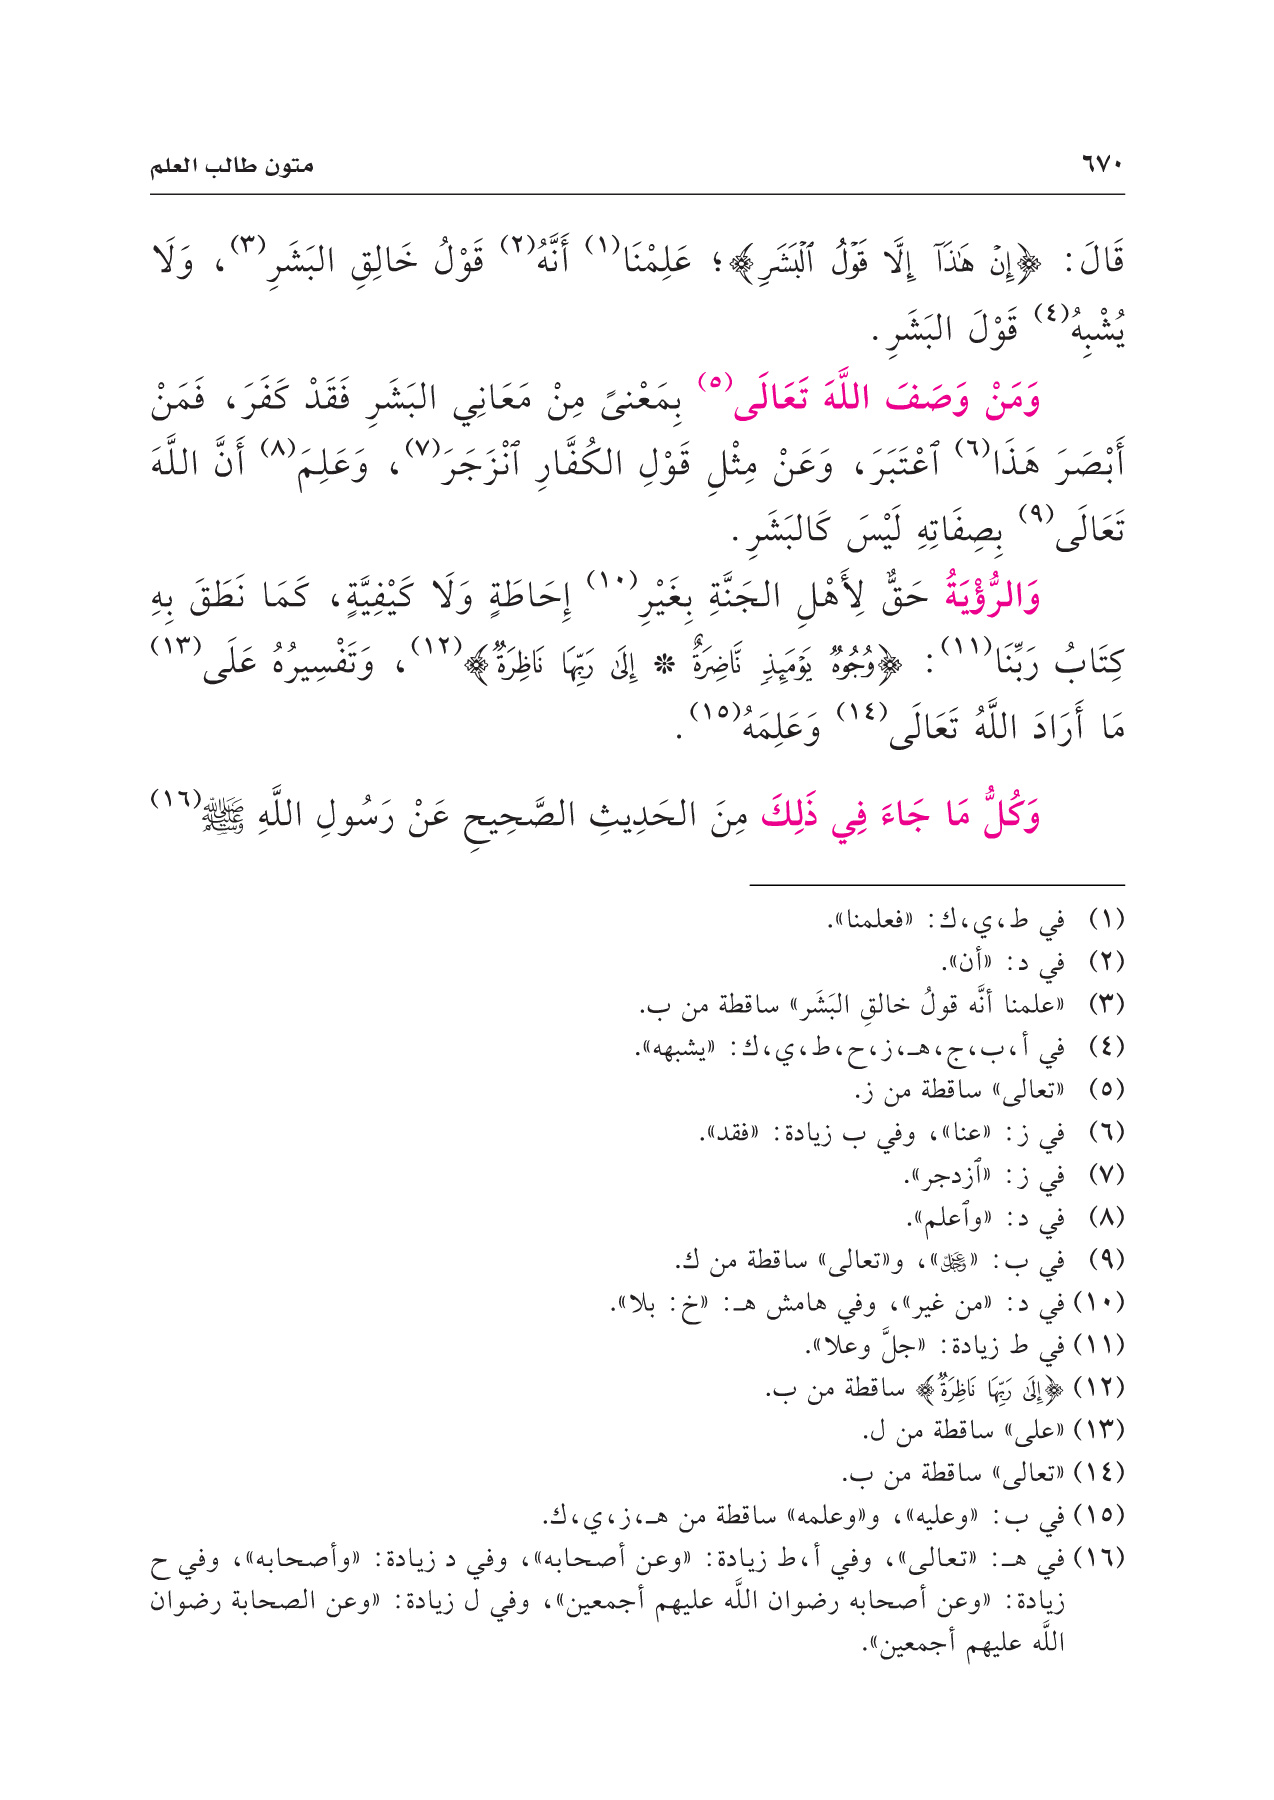 ٦٧٠
متون طالب العلم
قَالَ: ﴿إِنْ هَٰذَآ إِلَّا قَوْلُ ٱلْبَشَرِ﴾؛ عَلِمْنَا(١) أَنَّهُ(٢) قَوْلُ خَالِقِ البَشَرِ(٣)، وَلَا
يُشْبِهُ(٤) قَوْلَ البَشَرِ.
وَمَنْ وَصَفَ اللَّهَ تَعَالَى(٥) بِمَعْنىً مِنْ مَعَانِي البَشَرِ فَقَدْ كَفَرَ، فَمَنْ
أَبْصَرَ هَذَا(٦) ٱعْتَبَرَ، وَعَنْ مِثْلِ قَوْلِ الكُفَّارِ ٱنْزَجَرَ(٧)، وَعَلِمَ(٨) أَنَّ اللَّهَ
تَعَالَى(٩) بِصِفَاتِهِ لَيْسَ كَالبَشَرِ.
وَالرُّؤْيَةُ حَقٌّ لِأَهْلِ الجَنَّةِ بِغَيْرِ(١٠) إِحَاطَةٍ وَلَا كَيْفِيَّةٍ، كَمَا نَطَقَ بِهِ
كِتَابُ رَبِّنَا(١١): ﴿وُجُوهٌ يَوْمَئِذٍ نَّاضِرَةٌ * إِلَىٰ رَبِّهَا نَاظِرَةٌ﴾(١٢)، وَتَفْسِيرُهُ عَلَى(١٣)
مَا أَرَادَ اللَّهُ تَعَالَى(١٤) وَعَلِمَهُ(١٥).
وَكُلُّ مَا جَاءَ فِي ذَلِكَ مِنَ الحَدِيثِ الصَّحِيحِ عَنْ رَسُولِ اللَّهِ ﷺ(١٦)
(١) في ط،ي،ك: «فعلمنا».
(٢) في د: «أن».
(٣) «علمنا أنَّه قولُ خالقِ البَشَر» ساقطة من ب.
(٤) في أ،ب،ج،هـ،ز،ح،ط،ي،ك: «يشبهه».
(٥) «تعالى» ساقطة من ز.
(٦) في ز: «عنا»، وفي ب زيادة: «فقد».
(٧) في ز: «ٱزدجر».
(٨) في د: «وٱعلم».
(٩) في ب: «عز وجل»، و«تعالى» ساقطة من ك.
(١٠) في د: «من غير»، وفي هامش هـ: «خ: بلا».
(١١) في ط زيادة: «جلَّ وعلا».
(١٢) ﴿إِلَىٰ رَبِّهَا نَاظِرَةٌ﴾ ساقطة من ب.
(١٣) «على» ساقطة من ل.
(١٤) «تعالى» ساقطة من ب.
(١٥) في ب: «وعليه»، و«وعلمه» ساقطة من هـ،ز،ي،ك.
(١٦) في هـ: «تعالى»، وفي أ،ط زيادة: «وعن أصحابه»، وفي د زيادة: «وأصحابه»، وفي ح
زيادة: «وعن أصحابه رضوان اللَّه عليهم أجمعين»، وفي ل زيادة: «وعن الصحابة رضوان
اللَّه عليهم أجمعين».